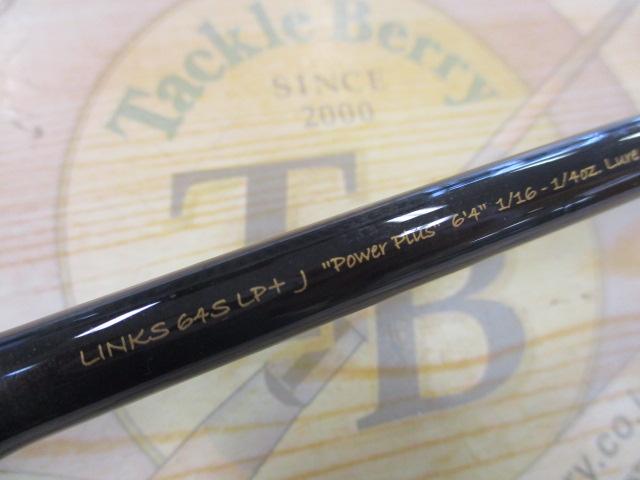 Tackle Berry
SINCE
2000
TB
LINKS 64S LP+ J "Power Plus" 6'4" 1/16-1/4oz Lure